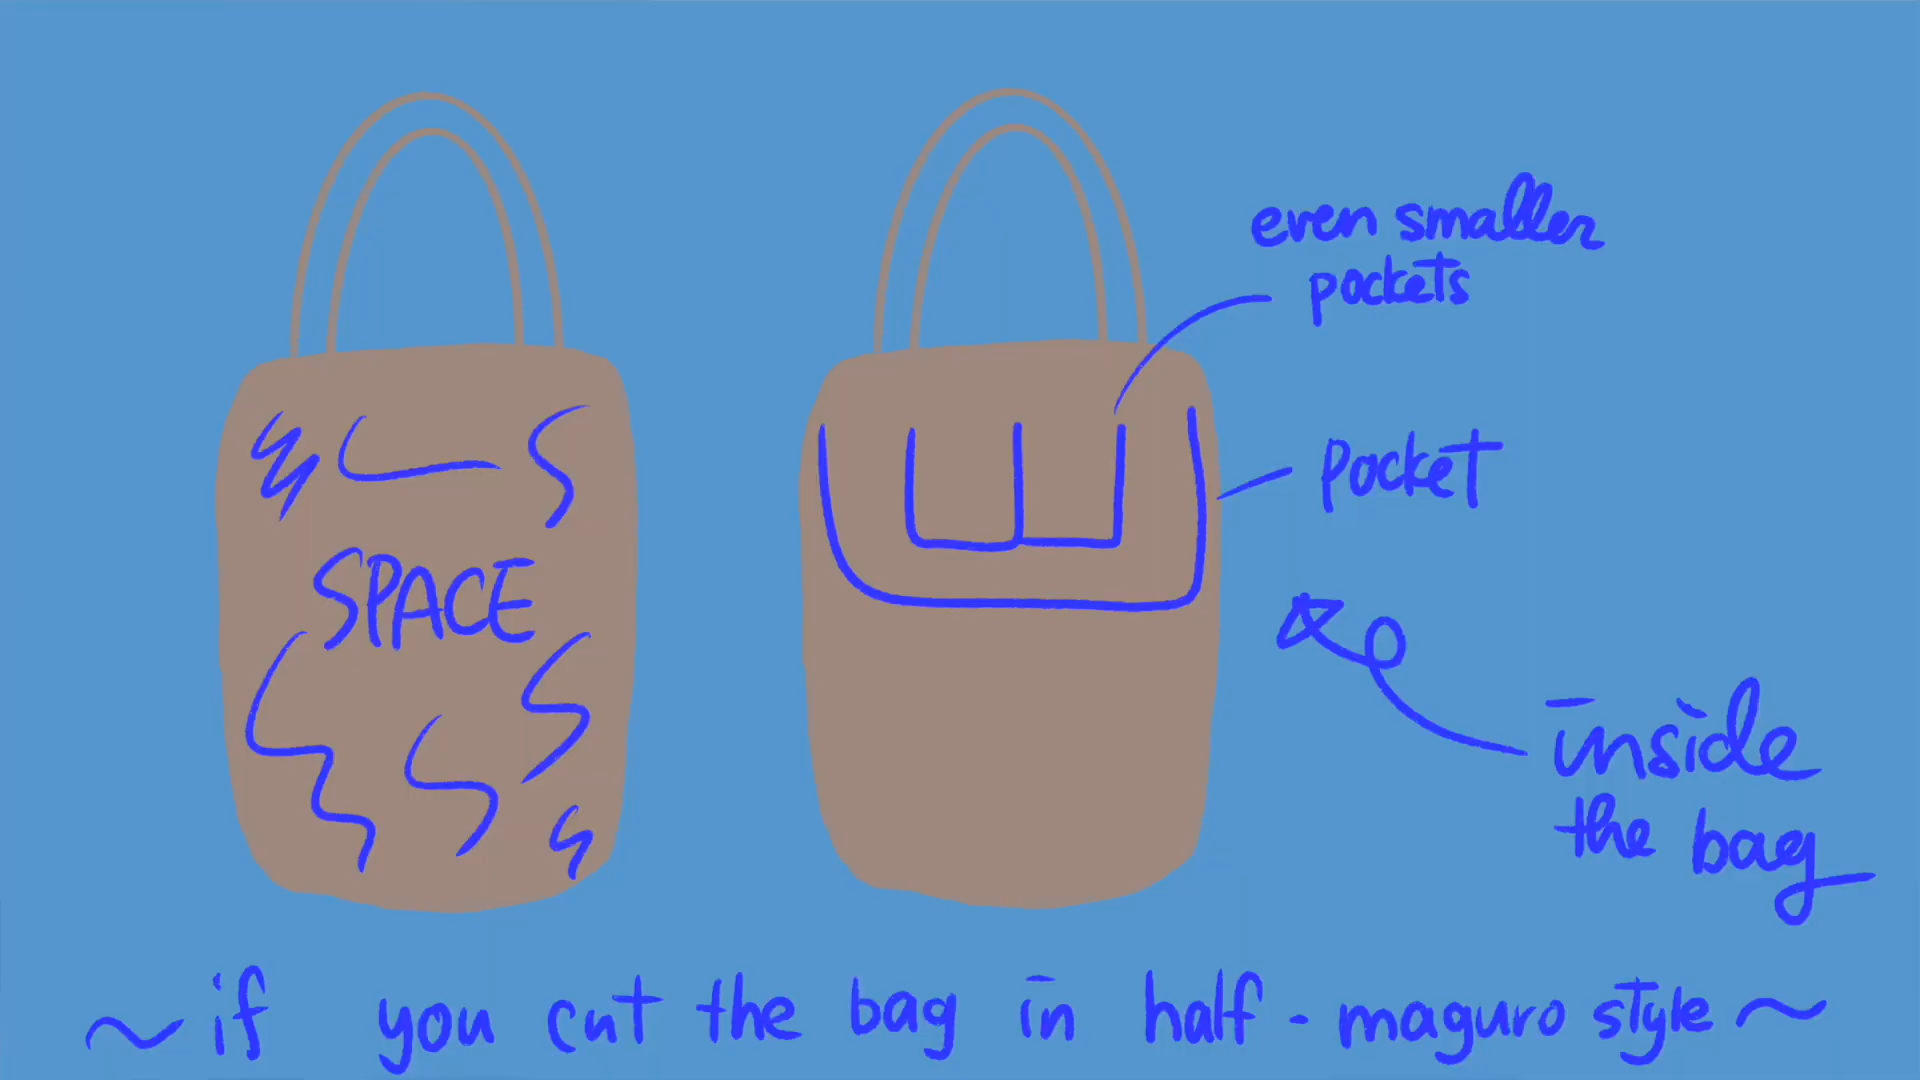 even smaller
pockets
Pocket
SPACE
inside
the bag
~ if you cut the bag in half - maguro style ~